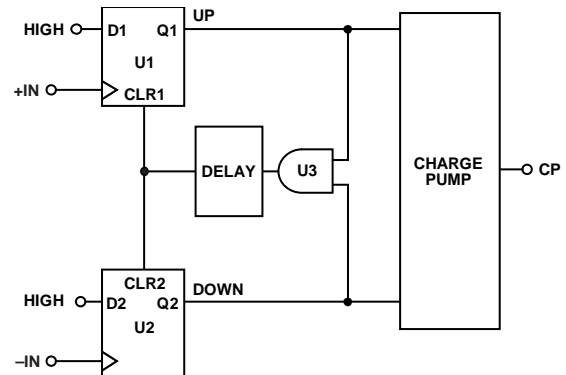 UP
HIGH
D1
Q1
U1
+IN
CLR1
DELAY
U3
CHARGE
PUMP
CP
CLR2
DOWN
HIGH
D2
Q2
U2
–IN